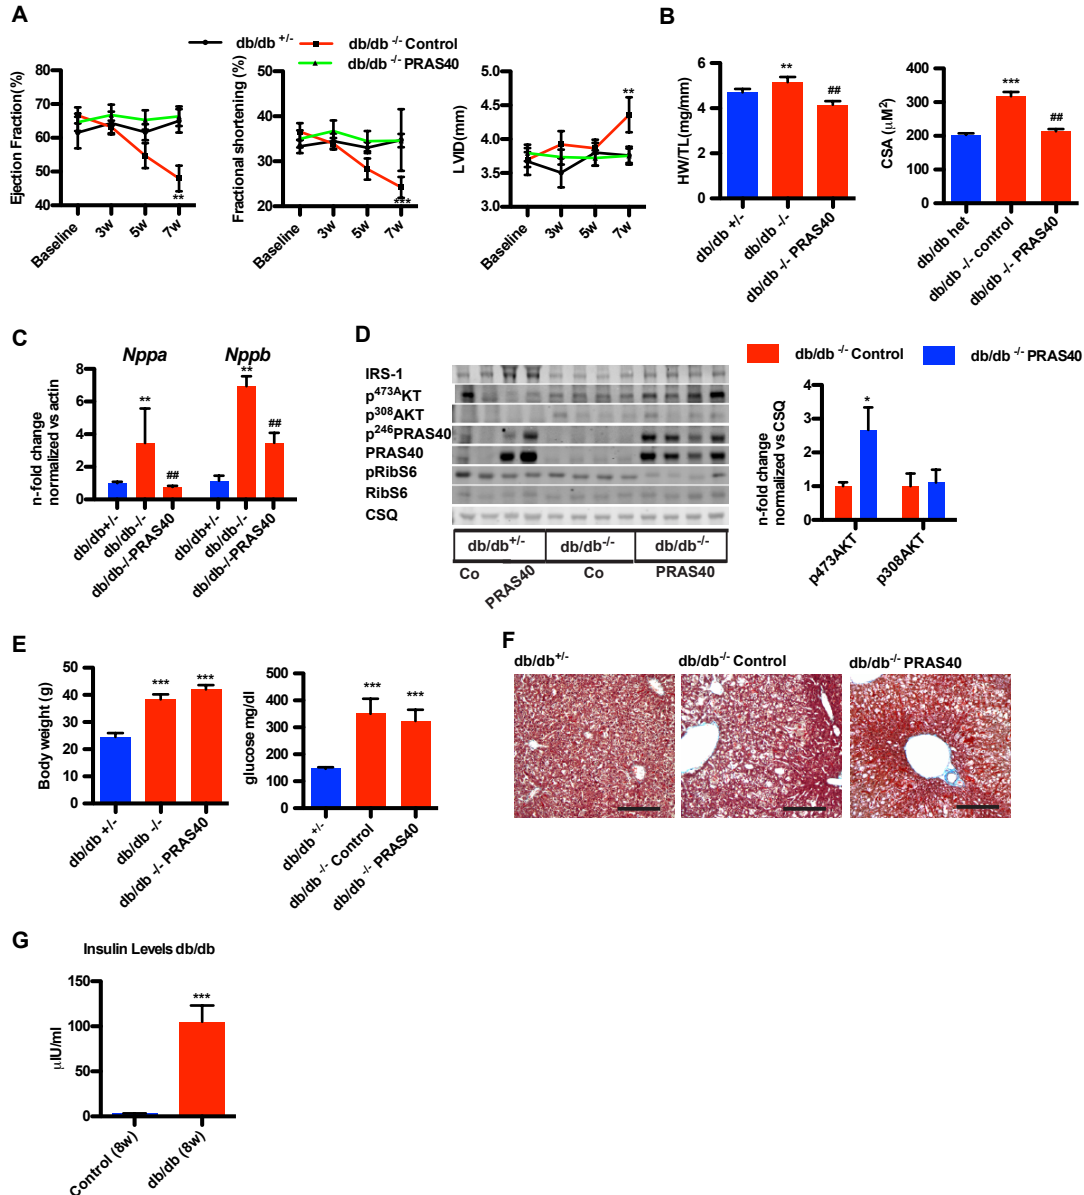 A
db/db +/-
db/db -/- Control
db/db -/- PRAS40
Ejection Fraction(%)
80
70
60
50
40
Baseline
3w
5w
7w
**
Fractional shortening (%)
50
40
30
20
Baseline
3w
5w
7w
***
LVID(mm)
5.0
4.5
4.0
3.5
3.0
Baseline
3w
5w
7w
**
B
HW/TL(mg/mm)
6
4
2
0
**
##
db/db +/-
db/db -/-
db/db -/- PRAS40
CSA (μM²)
400
300
200
100
0
***
##
db/db het
db/db -/- control
db/db -/- PRAS40
C
Nppa
Nppb
n-fold change
normalized vs actin
8
6
4
2
0
**
##
**
##
db/db+/-
db/db-/-
db/db-/-PRAS40
db/db+/-
db/db-/-
db/db-/-PRAS40
D
IRS-1
p473AKT
p308AKT
p246PRAS40
PRAS40
pRibS6
RibS6
CSQ
db/db+/-
db/db-/-
db/db-/-
Co
PRAS40
Co
PRAS40
db/db -/- Control
db/db -/- PRAS40
n-fold change
normalized vs CSQ
4
3
2
1
0
*
p473AKT
p308AKT
E
Body weight (g)
50
40
30
20
10
0
***
***
db/db +/-
db/db -/-
db/db -/- PRAS40
glucose mg/dl
500
400
300
200
100
0
***
***
db/db +/-
db/db -/- Control
db/db -/- PRAS40
F
db/db+/-
db/db-/- Control
db/db-/- PRAS40
G
Insulin Levels db/db
μIU/ml
150
100
50
0
***
Control (8w)
db/db (8w)